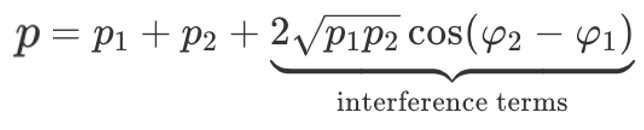 p = p₁ + p₂ + 2√p₁p₂ cos(φ₂ − φ₁)
interference terms